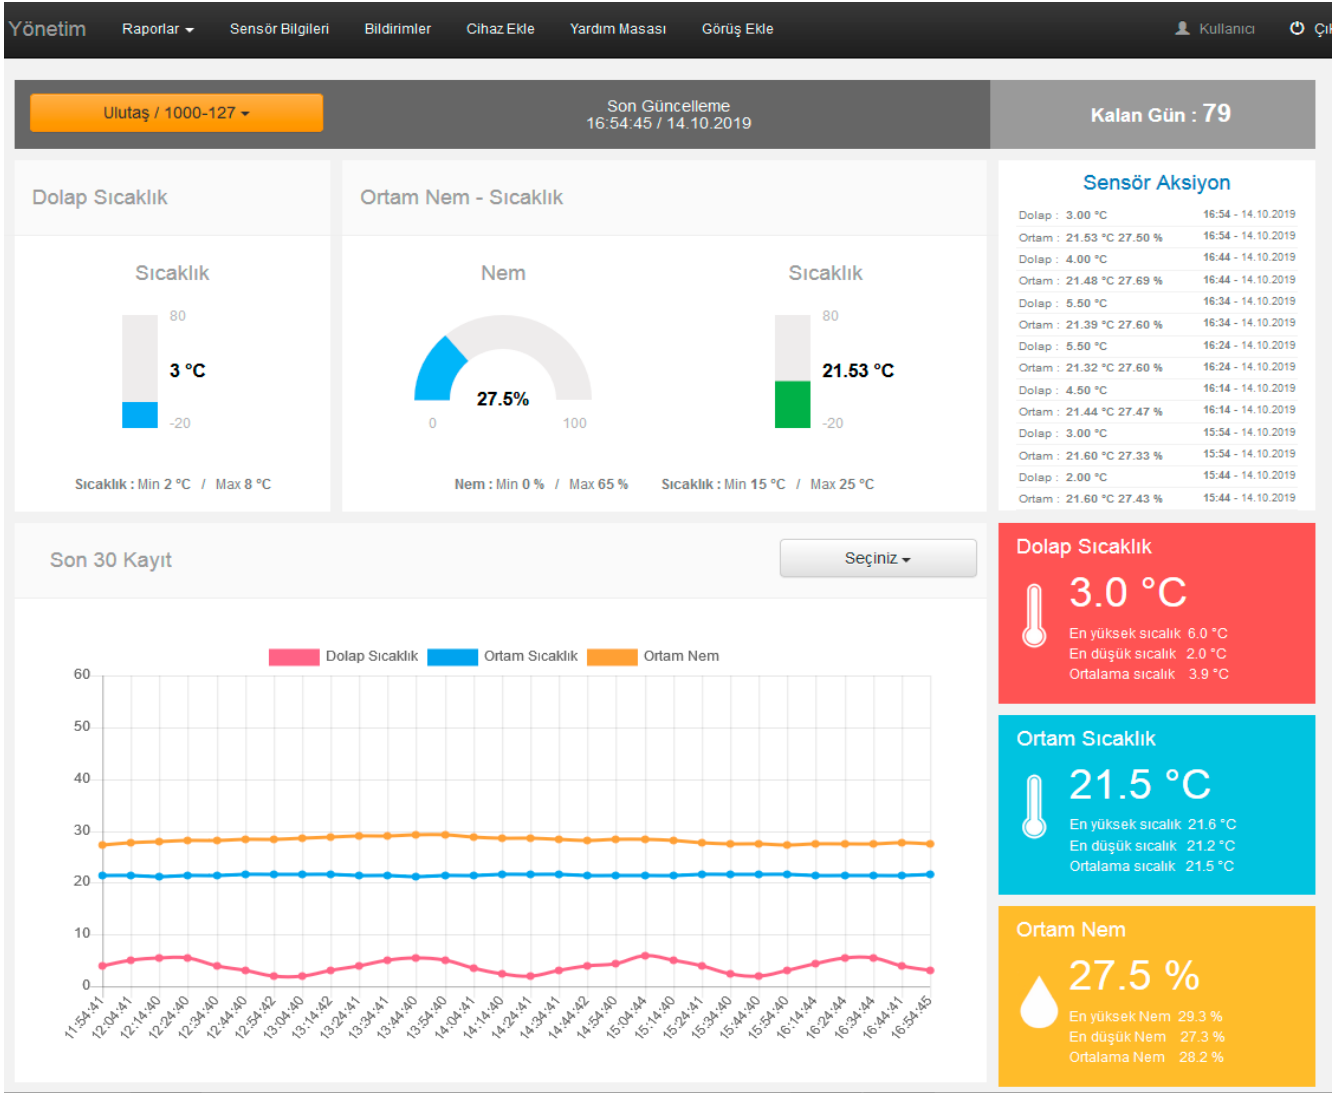 Yönetim Raporlar Sensör Bilgileri Bildirimler Cihaz Ekle Yardım Masası Görüş Ekle Kullanıcı
Ulutaş / 1000-127
Son Güncelleme
16:54:45 / 14.10.2019
Kalan Gün : 79
Dolap Sıcaklık
Sıcaklık
80
3 °C
-20
Sıcaklık : Min 2 °C / Max 8 °C
Ortam Nem - Sıcaklık
Nem
27.5%
0 100
Nem : Min 0 % / Max 65 %
Sıcaklık
80
21.53 °C
-20
Sıcaklık : Min 15 °C / Max 25 °C
Sensör Aksiyon
Dolap : 3.00 °C 16:54 - 14.10.2019
Ortam : 21.53 °C 27.50 % 16:54 - 14.10.2019
Dolap : 4.00 °C 16:44 - 14.10.2019
Ortam : 21.48 °C 27.69 % 16:44 - 14.10.2019
Dolap : 5.50 °C 16:34 - 14.10.2019
Ortam : 21.39 °C 27.60 % 16:34 - 14.10.2019
Dolap : 5.50 °C 16:24 - 14.10.2019
Ortam : 21.32 °C 27.60 % 16:24 - 14.10.2019
Dolap : 4.50 °C 16:14 - 14.10.2019
Ortam : 21.44 °C 27.47 % 16:14 - 14.10.2019
Dolap : 3.00 °C 15:54 - 14.10.2019
Ortam : 21.60 °C 27.33 % 15:54 - 14.10.2019
Dolap : 2.00 °C 15:44 - 14.10.2019
Ortam : 21.60 °C 27.43 % 15:44 - 14.10.2019
Son 30 Kayıt
Seçiniz
Dolap Sıcaklık Ortam Sıcaklık Ortam Nem
60
50
40
30
20
10
0
11:54:41 12:04:41 12:14:40 12:24:40 12:34:40 12:44:40 12:54:42 13:04:40 13:14:42 13:24:41 13:34:41 13:44:40 13:54:40 14:04:41 14:14:40 14:24:41 14:34:41 14:44:42 14:54:40 15:04:44 15:14:40 15:24:41 15:34:40 15:44:40 15:54:40 16:14:44 16:24:44 16:34:44 16:44:41 16:54:45
Dolap Sıcaklık
3.0 °C
En yüksek sıcalık 6.0 °C
En düşük sıcalık 2.0 °C
Ortalama sıcalık 3.9 °C
Ortam Sıcaklık
21.5 °C
En yüksek sıcalık 21.6 °C
En düşük sıcalık 21.2 °C
Ortalama sıcalık 21.5 °C
Ortam Nem
27.5 %
En yüksek Nem 29.3 %
En düşük Nem 27.3 %
Ortalama Nem 28.2 %